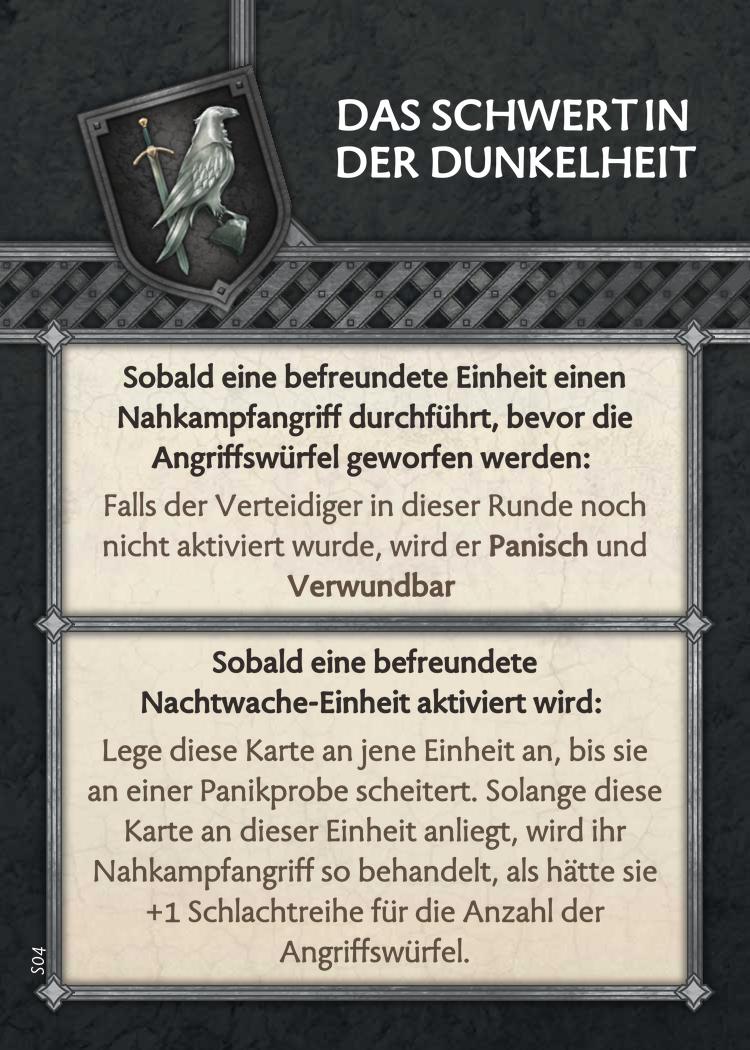 DAS SCHWERT IN
DER DUNKELHEIT
Sobald eine befreundete Einheit einen
Nahkampfangriff durchführt, bevor die
Angriffswürfel geworfen werden:
Falls der Verteidiger in dieser Runde noch
nicht aktiviert wurde, wird er Panisch und
Verwundbar
Sobald eine befreundete
Nachtwache-Einheit aktiviert wird:
Lege diese Karte an jene Einheit an, bis sie
an einer Panikprobe scheitert. Solange diese
Karte an dieser Einheit anliegt, wird ihr
Nahkampfangriff so behandelt, als hätte sie
+1 Schlachtreihe für die Anzahl der
Angriffswürfel.
S04